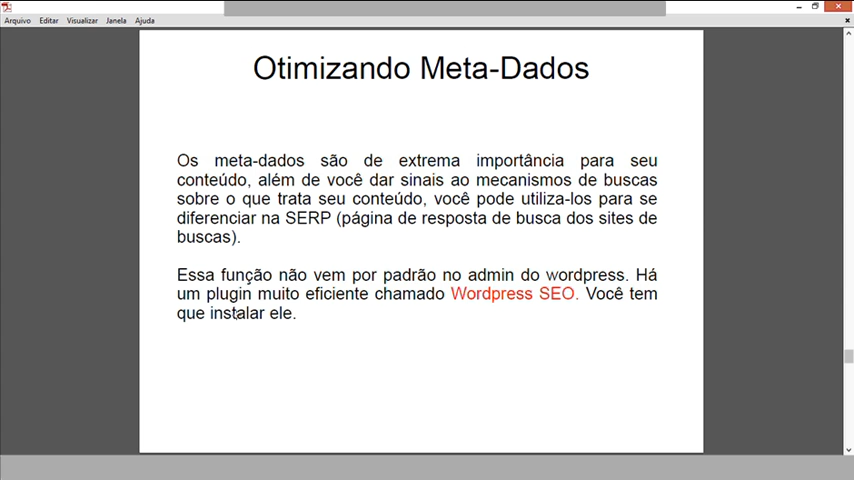 Arquivo Editar Visualizar Janela Ajuda
Otimizando Meta-Dados
Os meta-dados são de extrema importância para seu
conteúdo, além de você dar sinais ao mecanismos de buscas
sobre o que trata seu conteúdo, você pode utiliza-los para se
diferenciar na SERP (página de resposta de busca dos sites de
buscas).
Essa função não vem por padrão no admin do wordpress. Há
um plugin muito eficiente chamado Wordpress SEO. Você tem
que instalar ele.